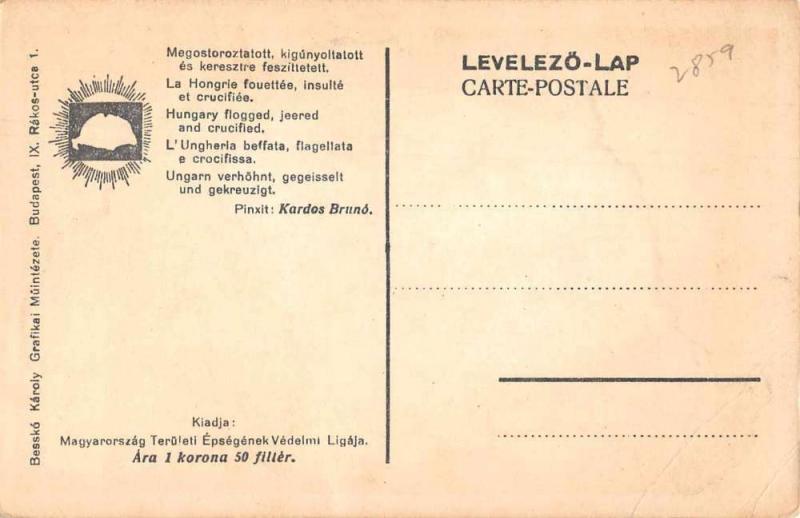 Megostoroztatott, kigúnyoltatott
és keresztre feszíttetett.
La Hongrie fouettée, insulté
et crucifiée.
Hungary flogged, jeered
and crucified.
L'Ungheria beffata, flagellata
e crocifissa.
Ungarn verhöhnt, gegeisselt
und gekreuzigt.
Pinxit: Kardos Brunó.
Kiadja:
Magyarország Területi Épségének Védelmi Ligája.
Ára 1 korona 50 fillér.
Besskó Károly Grafikai Műintézete. Budapest, IX. Rákos-utca 1.
LEVELEZŐ-LAP
CARTE-POSTALE
2859